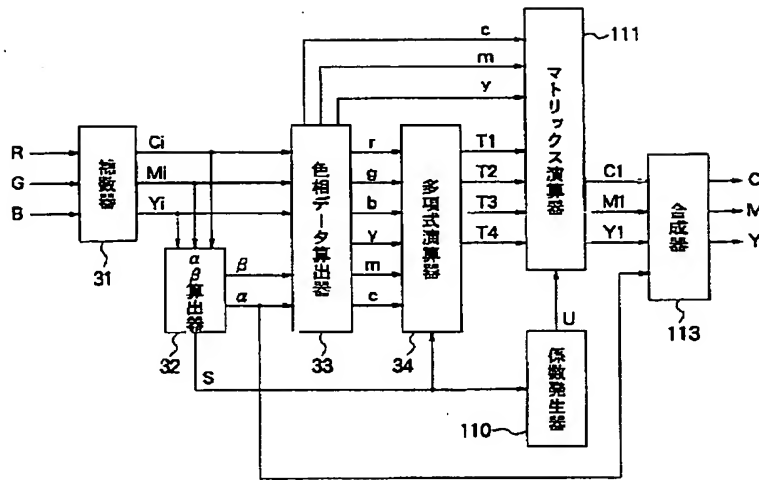 c
m
y
111
R
G
B
Ci
Mi
Yi
補数器
31
αβ算出器
32
β
α
S
色相データ算出器
33
r
g
b
y
m
c
多項式演算器
34
T1
T2
T3
T4
マトリックス演算器
U
係数発生器
110
C1
M1
Y1
合成器
113
C
M
Y